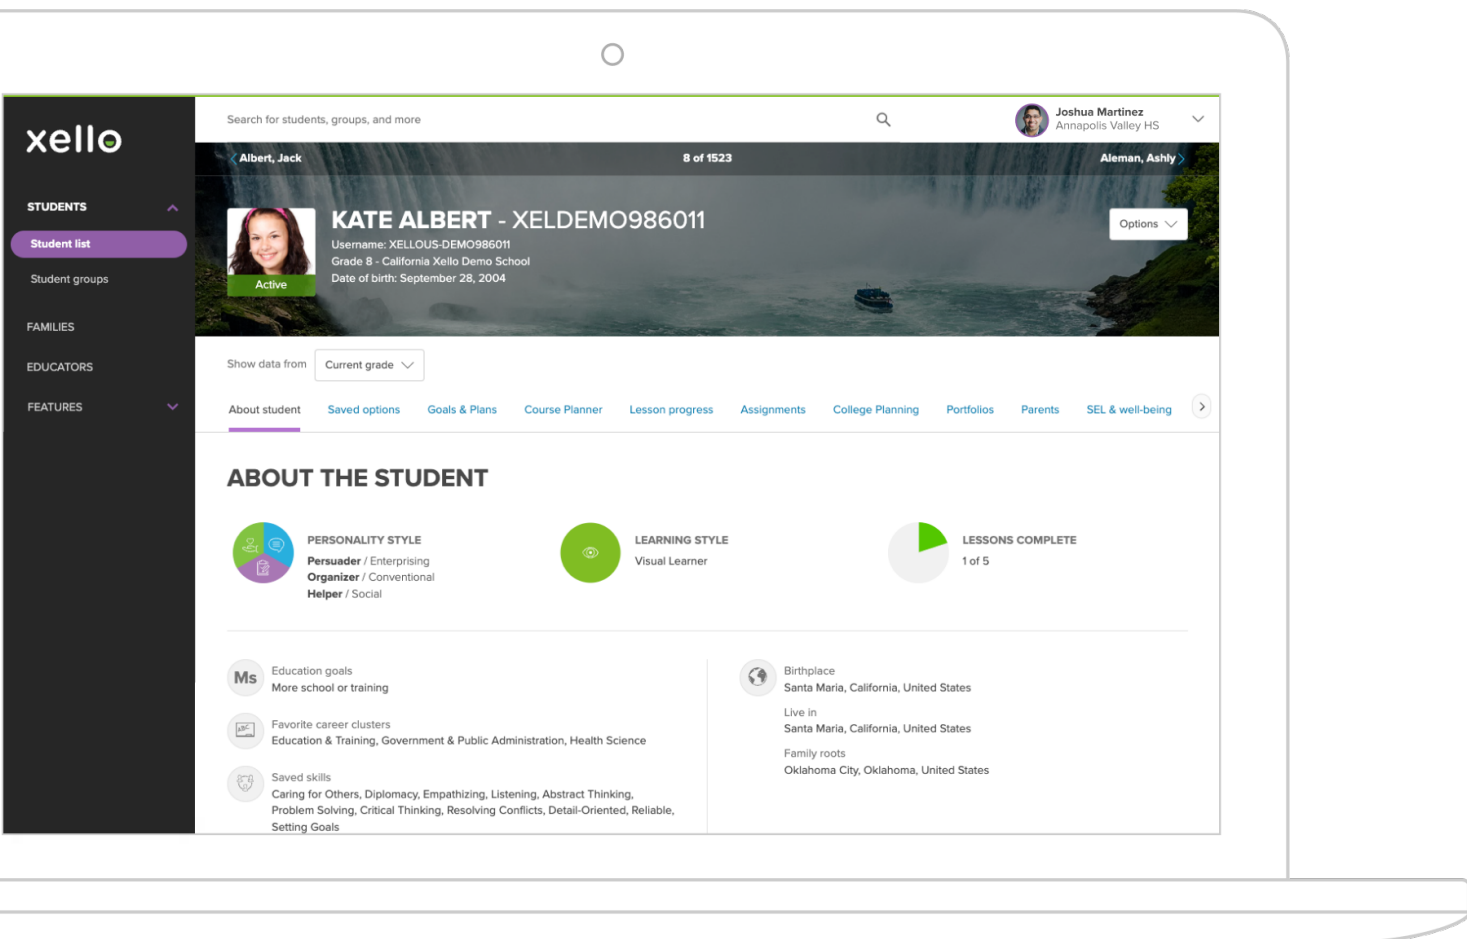 xello
Search for students, groups, and more
Joshua Martinez
Annapolis Valley HS
Albert, Jack
8 of 1523
Aleman, Ashly
STUDENTS
Student list
Student groups
FAMILIES
EDUCATORS
FEATURES
KATE ALBERT - XELDEMO986011
Username: XELLOUS-DEMO986011
Grade 8 - California Xello Demo School
Date of birth: September 28, 2004
Active
Options
Show data from
Current grade
About student
Saved options
Goals & Plans
Course Planner
Lesson progress
Assignments
College Planning
Portfolios
Parents
SEL & well-being
ABOUT THE STUDENT
PERSONALITY STYLE
Persuader / Enterprising
Organizer / Conventional
Helper / Social
LEARNING STYLE
Visual Learner
LESSONS COMPLETE
1 of 5
Ms
Education goals
More school or training
ABC
Favorite career clusters
Education & Training, Government & Public Administration, Health Science
Saved skills
Caring for Others, Diplomacy, Empathizing, Listening, Abstract Thinking,
Problem Solving, Critical Thinking, Resolving Conflicts, Detail-Oriented, Reliable,
Setting Goals
Birthplace
Santa Maria, California, United States
Live in
Santa Maria, California, United States
Family roots
Oklahoma City, Oklahoma, United States